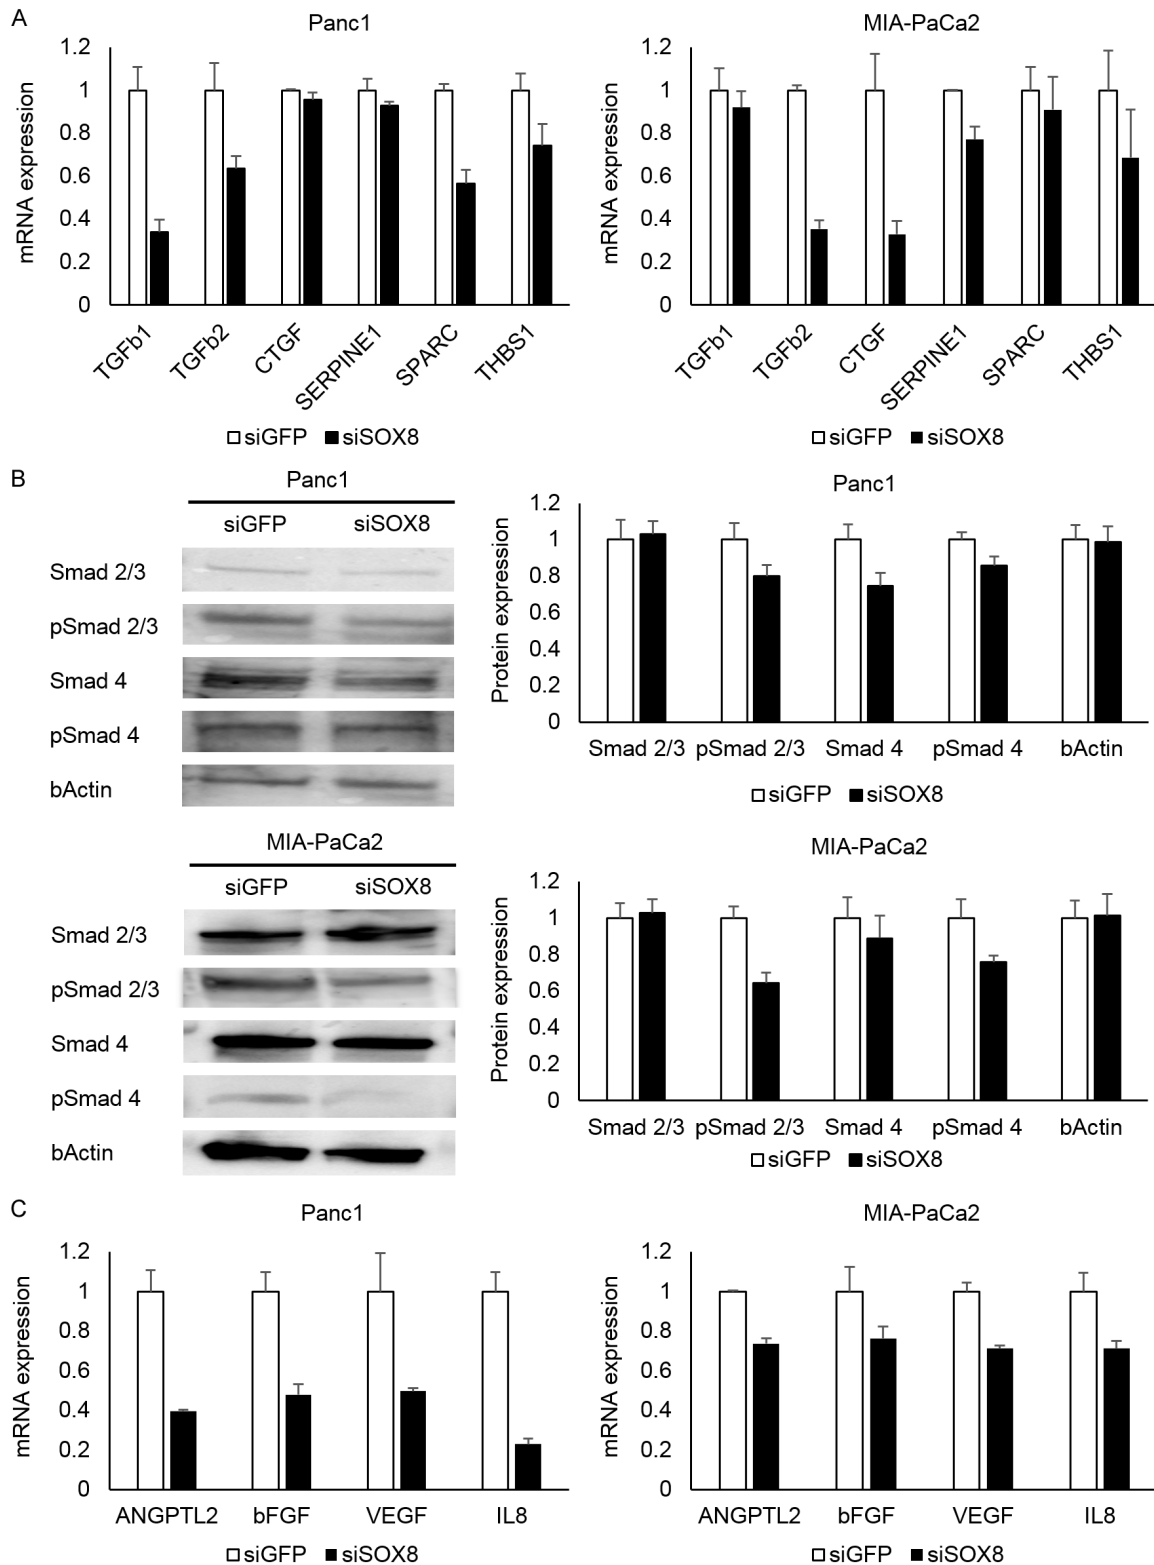 A
Panc1
MIA-PaCa2
mRNA expression
1.2
1
0.8
0.6
0.4
0.2
0
TGFb1
TGFb2
CTGF
SERPINE1
SPARC
THBS1
siGFP siSOX8
mRNA expression
1.2
1
0.8
0.6
0.4
0.2
0
TGFb1
TGFb2
CTGF
SERPINE1
SPARC
THBS1
siGFP siSOX8
B
Panc1
siGFP siSOX8
Smad 2/3
pSmad 2/3
Smad 4
pSmad 4
bActin
Panc1
Protein expression
1.2
1
0.8
0.6
0.4
0.2
0
Smad 2/3 pSmad 2/3 Smad 4 pSmad 4 bActin
siGFP siSOX8
MIA-PaCa2
siGFP siSOX8
Smad 2/3
pSmad 2/3
Smad 4
pSmad 4
bActin
MIA-PaCa2
Protein expression
1.2
1
0.8
0.6
0.4
0.2
0
Smad 2/3 pSmad 2/3 Smad 4 pSmad 4 bActin
siGFP siSOX8
C
Panc1
mRNA expression
1.2
1
0.8
0.6
0.4
0.2
0
ANGPTL2 bFGF VEGF IL8
siGFP siSOX8
MIA-PaCa2
mRNA expression
1.2
1
0.8
0.6
0.4
0.2
0
ANGPTL2 bFGF VEGF IL8
siGFP siSOX8